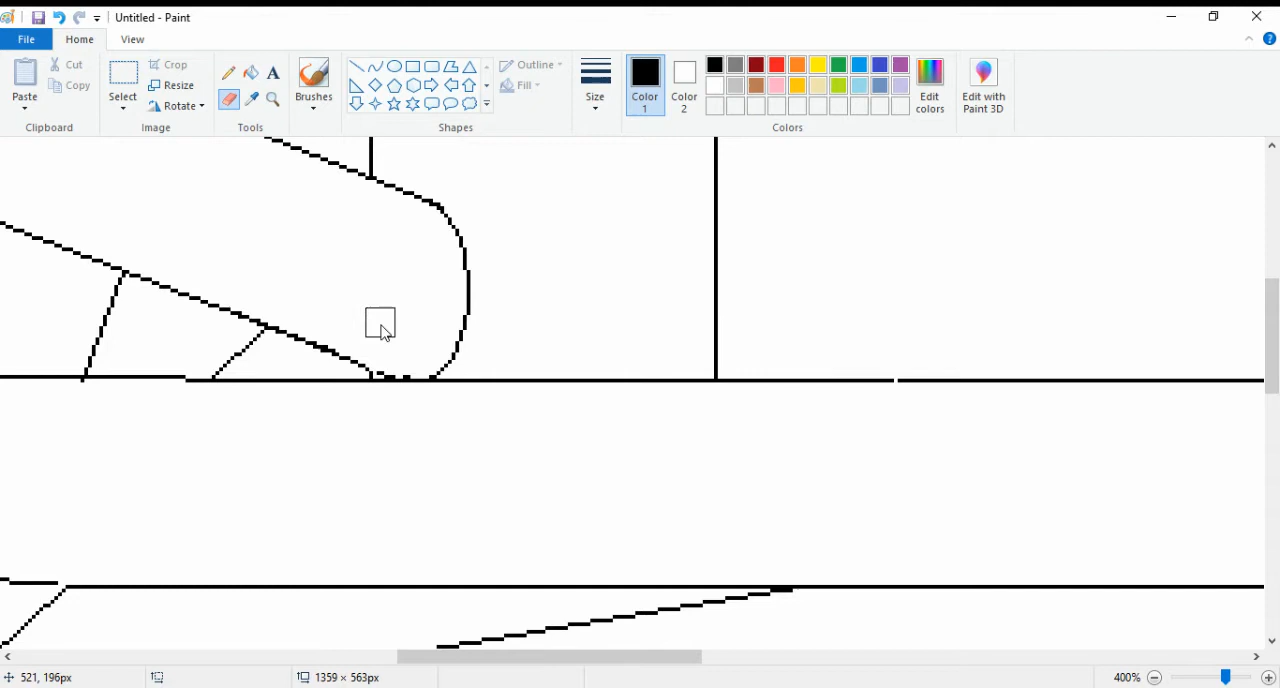 Untitled - Paint
File
Home
View
Paste
Cut
Copy
Clipboard
Select
Crop
Resize
Rotate
Image
A
Tools
Brushes
Shapes
Outline
Fill
Size
Color
1
Color
2
Edit
colors
Colors
Edit with
Paint 3D
521, 196px
1359 × 563px
400%